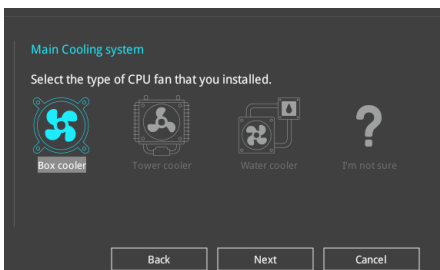 Main Cooling system
Select the type of CPU fan that you installed.
Box cooler Tower cooler Water cooler I'm not sure
Back Next Cancel